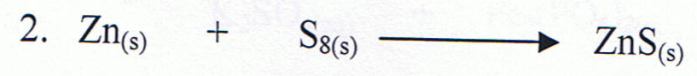 2. Zn(s) + S8(s) ⟶ ZnS(s)